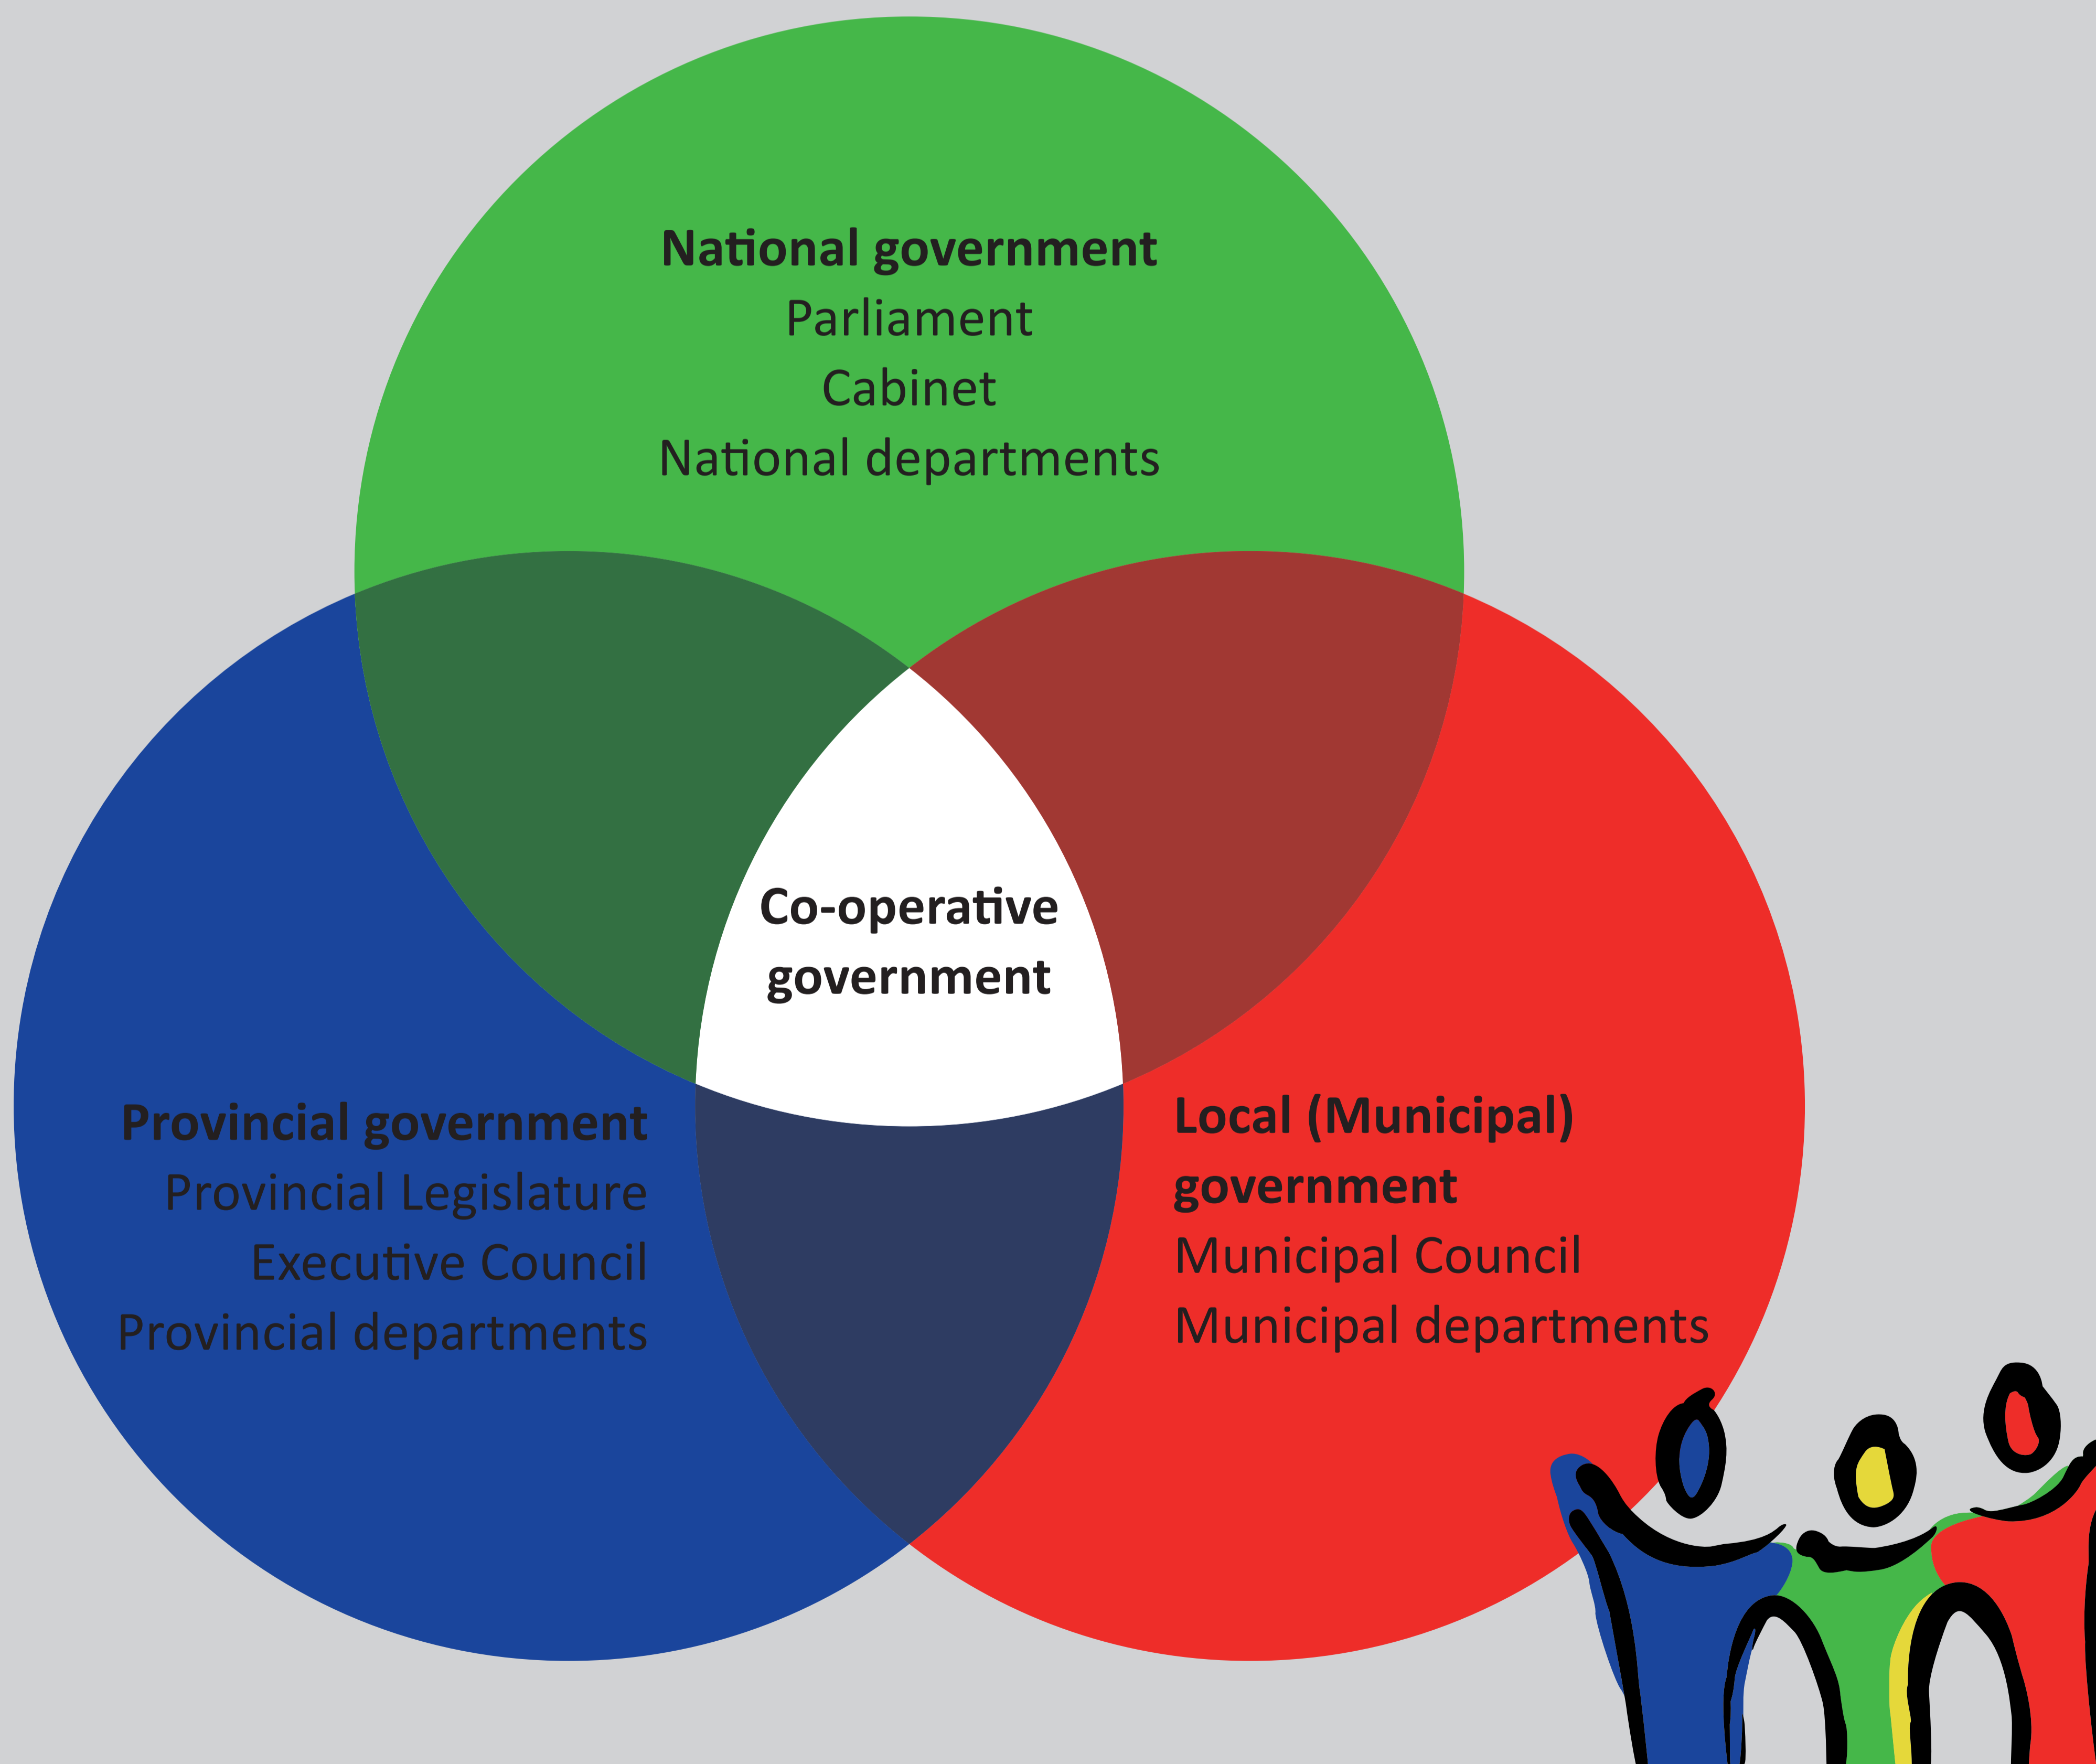 National government
Parliament
Cabinet
National departments
Co-operative
government
Provincial government
Provincial Legislature
Executive Council
Provincial departments
Local (Municipal)
government
Municipal Council
Municipal departments